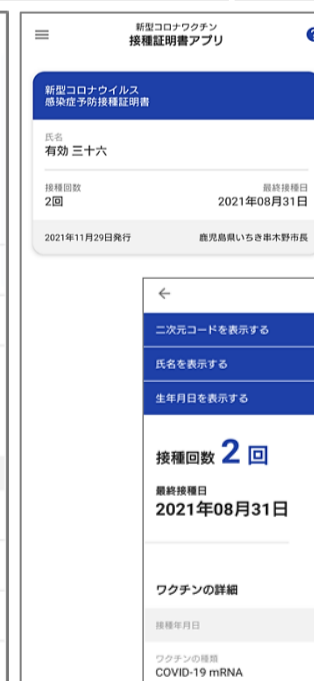 新型コロナワクチン
接種証明書アプリ
新型コロナウイルス
感染症予防接種証明書
氏名
有効 三十六
接種回数
最終接種日
2回
2021年08月31日
2021年11月29日発行
鹿児島県いちき串木野市長
二次元コードを表示する
氏名を表示する
生年月日を表示する
接種回数 2 回
最終接種日
2021年08月31日
ワクチンの詳細
接種年月日
ワクチンの種類
COVID-19 mRNA